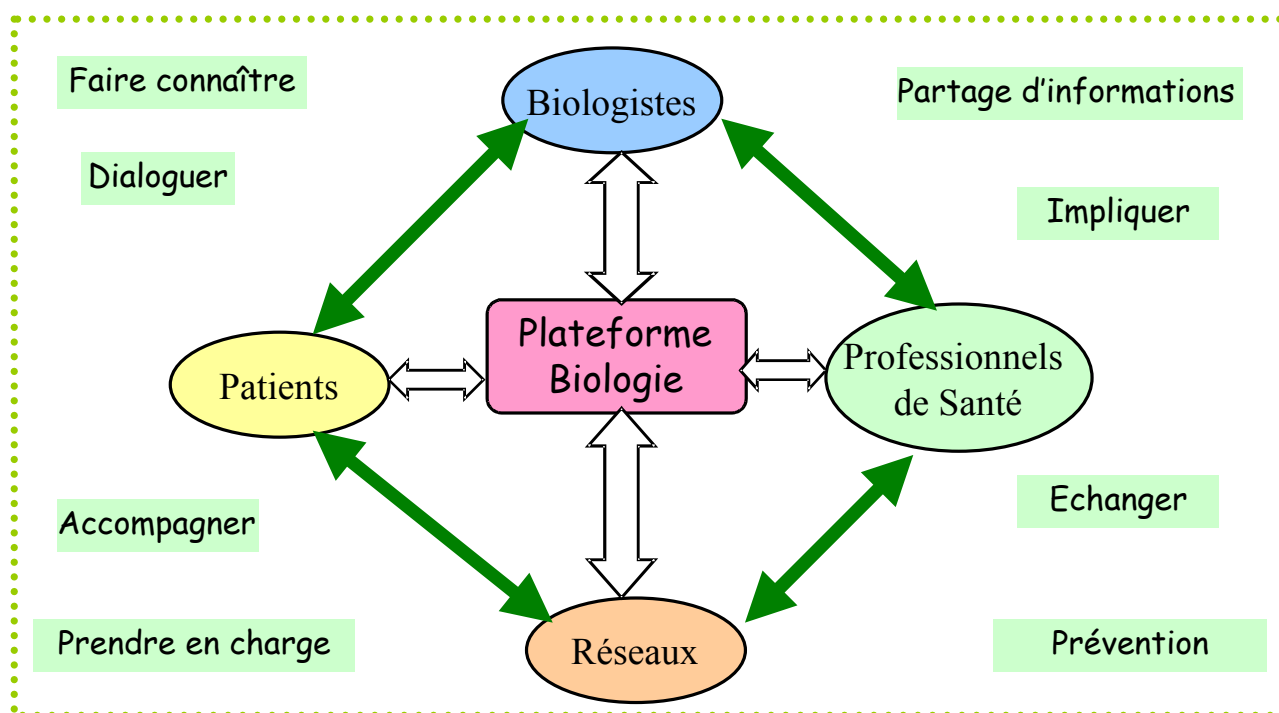 Faire connaître
Biologistes
Partage d'informations
Dialoguer
Impliquer
Plateforme
Biologie
Patients
Professionnels
de Santé
Accompagner
Echanger
Prendre en charge
Réseaux
Prévention